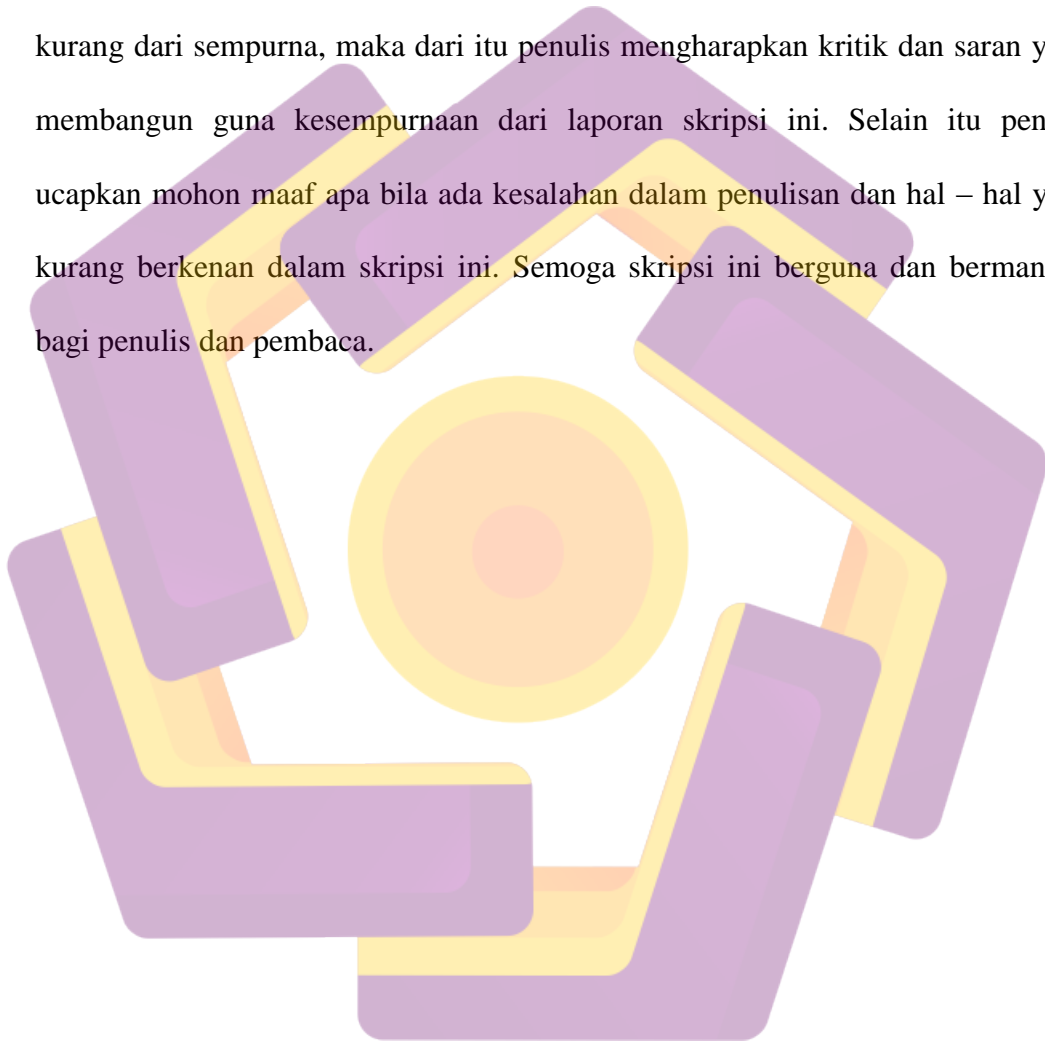 kurang dari sempurna, maka dari itu penulis mengharapkan kritik dan saran y
membangun guna kesempurnaan dari laporan skripsi ini. Selain itu pen
ucapkan mohon maaf apa bila ada kesalahan dalam penulisan dan hal – hal y
kurang berkenan dalam skripsi ini. Semoga skripsi ini berguna dan berman
bagi penulis dan pembaca.